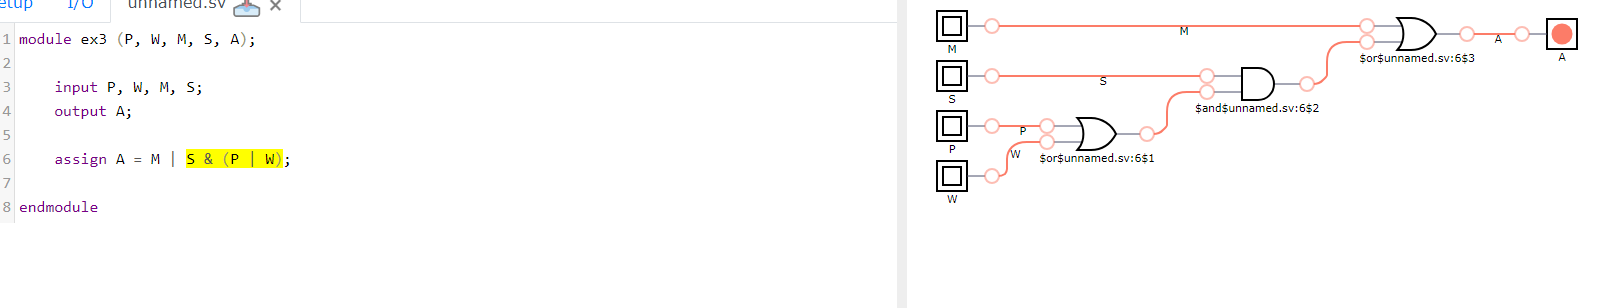 etup I/O unnamed.sv ×
1 module ex3 (P, W, M, S, A);
2
3 input P, W, M, S;
4 output A;
5
6 assign A = M | S & (P | W);
7
8 endmodule
M
M
A
A
$or$unnamed.sv:6$3
S
S
$and$unnamed.sv:6$2
P
P
W
W
$or$unnamed.sv:6$1